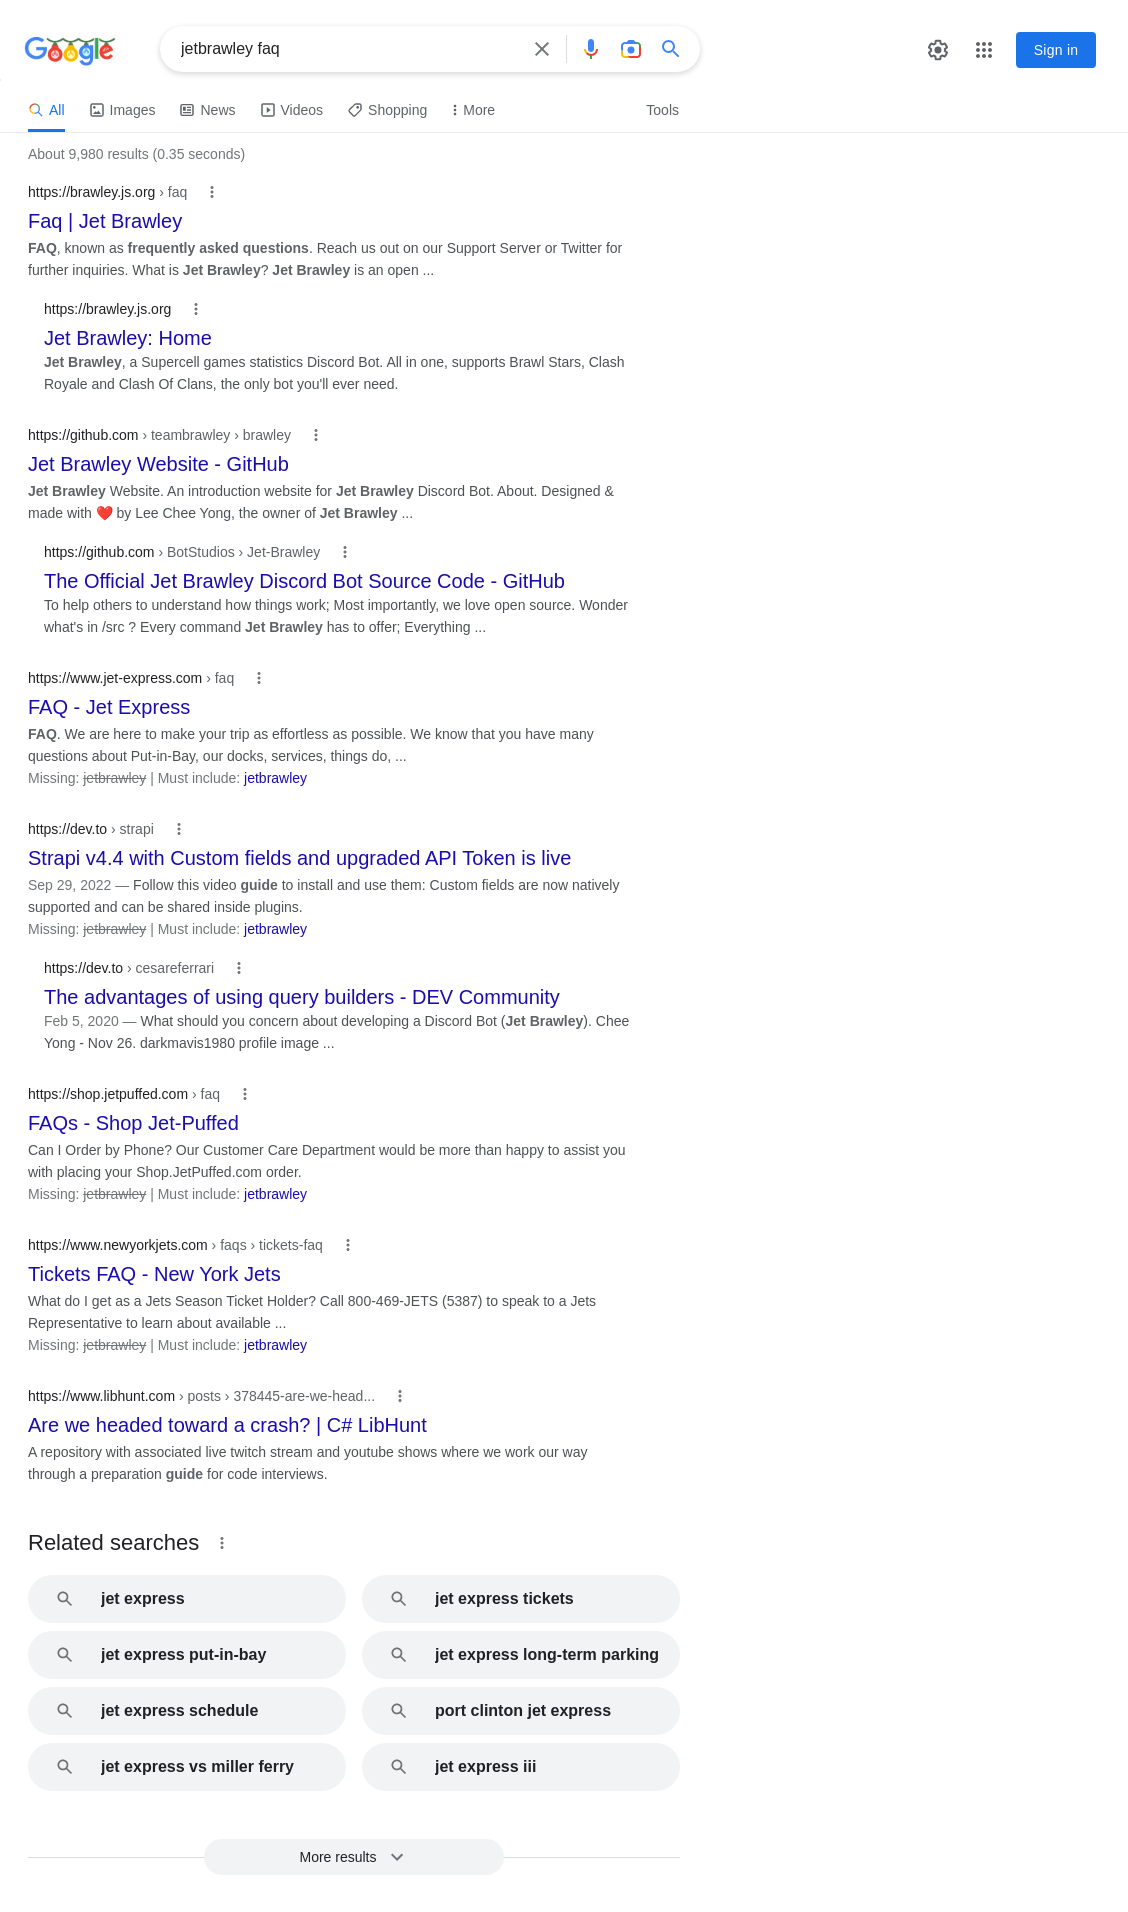 Google
jetbrawley faq
Sign in
All
Images
News
Videos
Shopping
More
Tools
About 9,980 results (0.35 seconds)
https://brawley.js.org › faq
Faq | Jet Brawley
FAQ, known as frequently asked questions. Reach us out on our Support Server or Twitter for
further inquiries. What is Jet Brawley? Jet Brawley is an open ...
https://brawley.js.org
Jet Brawley: Home
Jet Brawley, a Supercell games statistics Discord Bot. All in one, supports Brawl Stars, Clash
Royale and Clash Of Clans, the only bot you'll ever need.
https://github.com › teambrawley › brawley
Jet Brawley Website - GitHub
Jet Brawley Website. An introduction website for Jet Brawley Discord Bot. About. Designed &
made with ❤️ by Lee Chee Yong, the owner of Jet Brawley ...
https://github.com › BotStudios › Jet-Brawley
The Official Jet Brawley Discord Bot Source Code - GitHub
To help others to understand how things work; Most importantly, we love open source. Wonder
what's in /src ? Every command Jet Brawley has to offer; Everything ...
https://www.jet-express.com › faq
FAQ - Jet Express
FAQ. We are here to make your trip as effortless as possible. We know that you have many
questions about Put-in-Bay, our docks, services, things do, ...
Missing: jetbrawley | Must include: jetbrawley
https://dev.to › strapi
Strapi v4.4 with Custom fields and upgraded API Token is live
Sep 29, 2022 — Follow this video guide to install and use them: Custom fields are now natively
supported and can be shared inside plugins.
Missing: jetbrawley | Must include: jetbrawley
https://dev.to › cesareferrari
The advantages of using query builders - DEV Community
Feb 5, 2020 — What should you concern about developing a Discord Bot (Jet Brawley). Chee
Yong - Nov 26. darkmavis1980 profile image ...
https://shop.jetpuffed.com › faq
FAQs - Shop Jet-Puffed
Can I Order by Phone? Our Customer Care Department would be more than happy to assist you
with placing your Shop.JetPuffed.com order.
Missing: jetbrawley | Must include: jetbrawley
https://www.newyorkjets.com › faqs › tickets-faq
Tickets FAQ - New York Jets
What do I get as a Jets Season Ticket Holder? Call 800-469-JETS (5387) to speak to a Jets
Representative to learn about available ...
Missing: jetbrawley | Must include: jetbrawley
https://www.libhunt.com › posts › 378445-are-we-head...
Are we headed toward a crash? | C# LibHunt
A repository with associated live twitch stream and youtube shows where we work our way
through a preparation guide for code interviews.
Related searches
jet express
jet express tickets
jet express put-in-bay
jet express long-term parking
jet express schedule
port clinton jet express
jet express vs miller ferry
jet express iii
More results